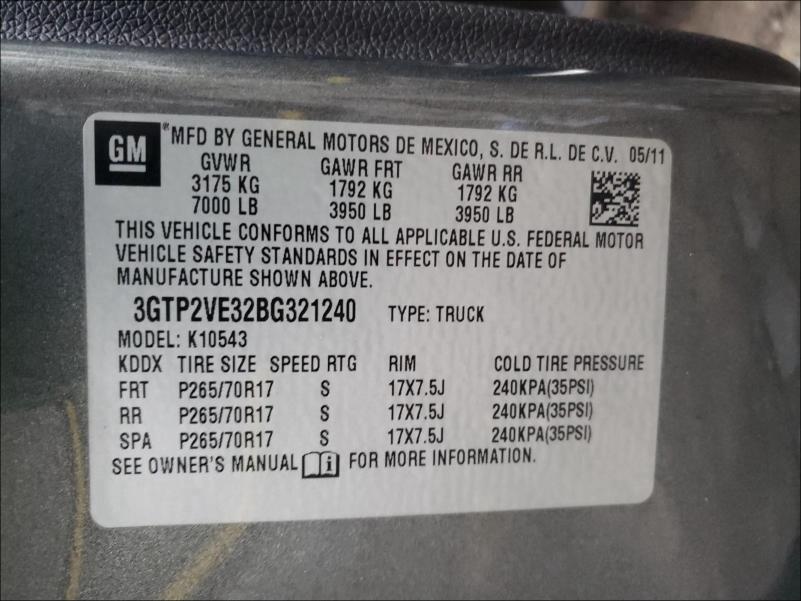 GM
*MFD BY GENERAL MOTORS DE MEXICO, S. DE R.L. DE C.V. 05/11
GVWR GAWR FRT GAWR RR
3175 KG 1792 KG 1792 KG
7000 LB 3950 LB 3950 LB
THIS VEHICLE CONFORMS TO ALL APPLICABLE U.S. FEDERAL MOTOR
VEHICLE SAFETY STANDARDS IN EFFECT ON THE DATE OF
MANUFACTURE SHOWN ABOVE.
3GTP2VE32BG321240 TYPE: TRUCK
MODEL: K10543
KDDX TIRE SIZE SPEED RTG RIM COLD TIRE PRESSURE
FRT P265/70R17 S 17X7.5J 240KPA(35PSI)
RR P265/70R17 S 17X7.5J 240KPA(35PSI)
SPA P265/70R17 S 17X7.5J 240KPA(35PSI)
SEE OWNER'S MANUAL i FOR MORE INFORMATION.